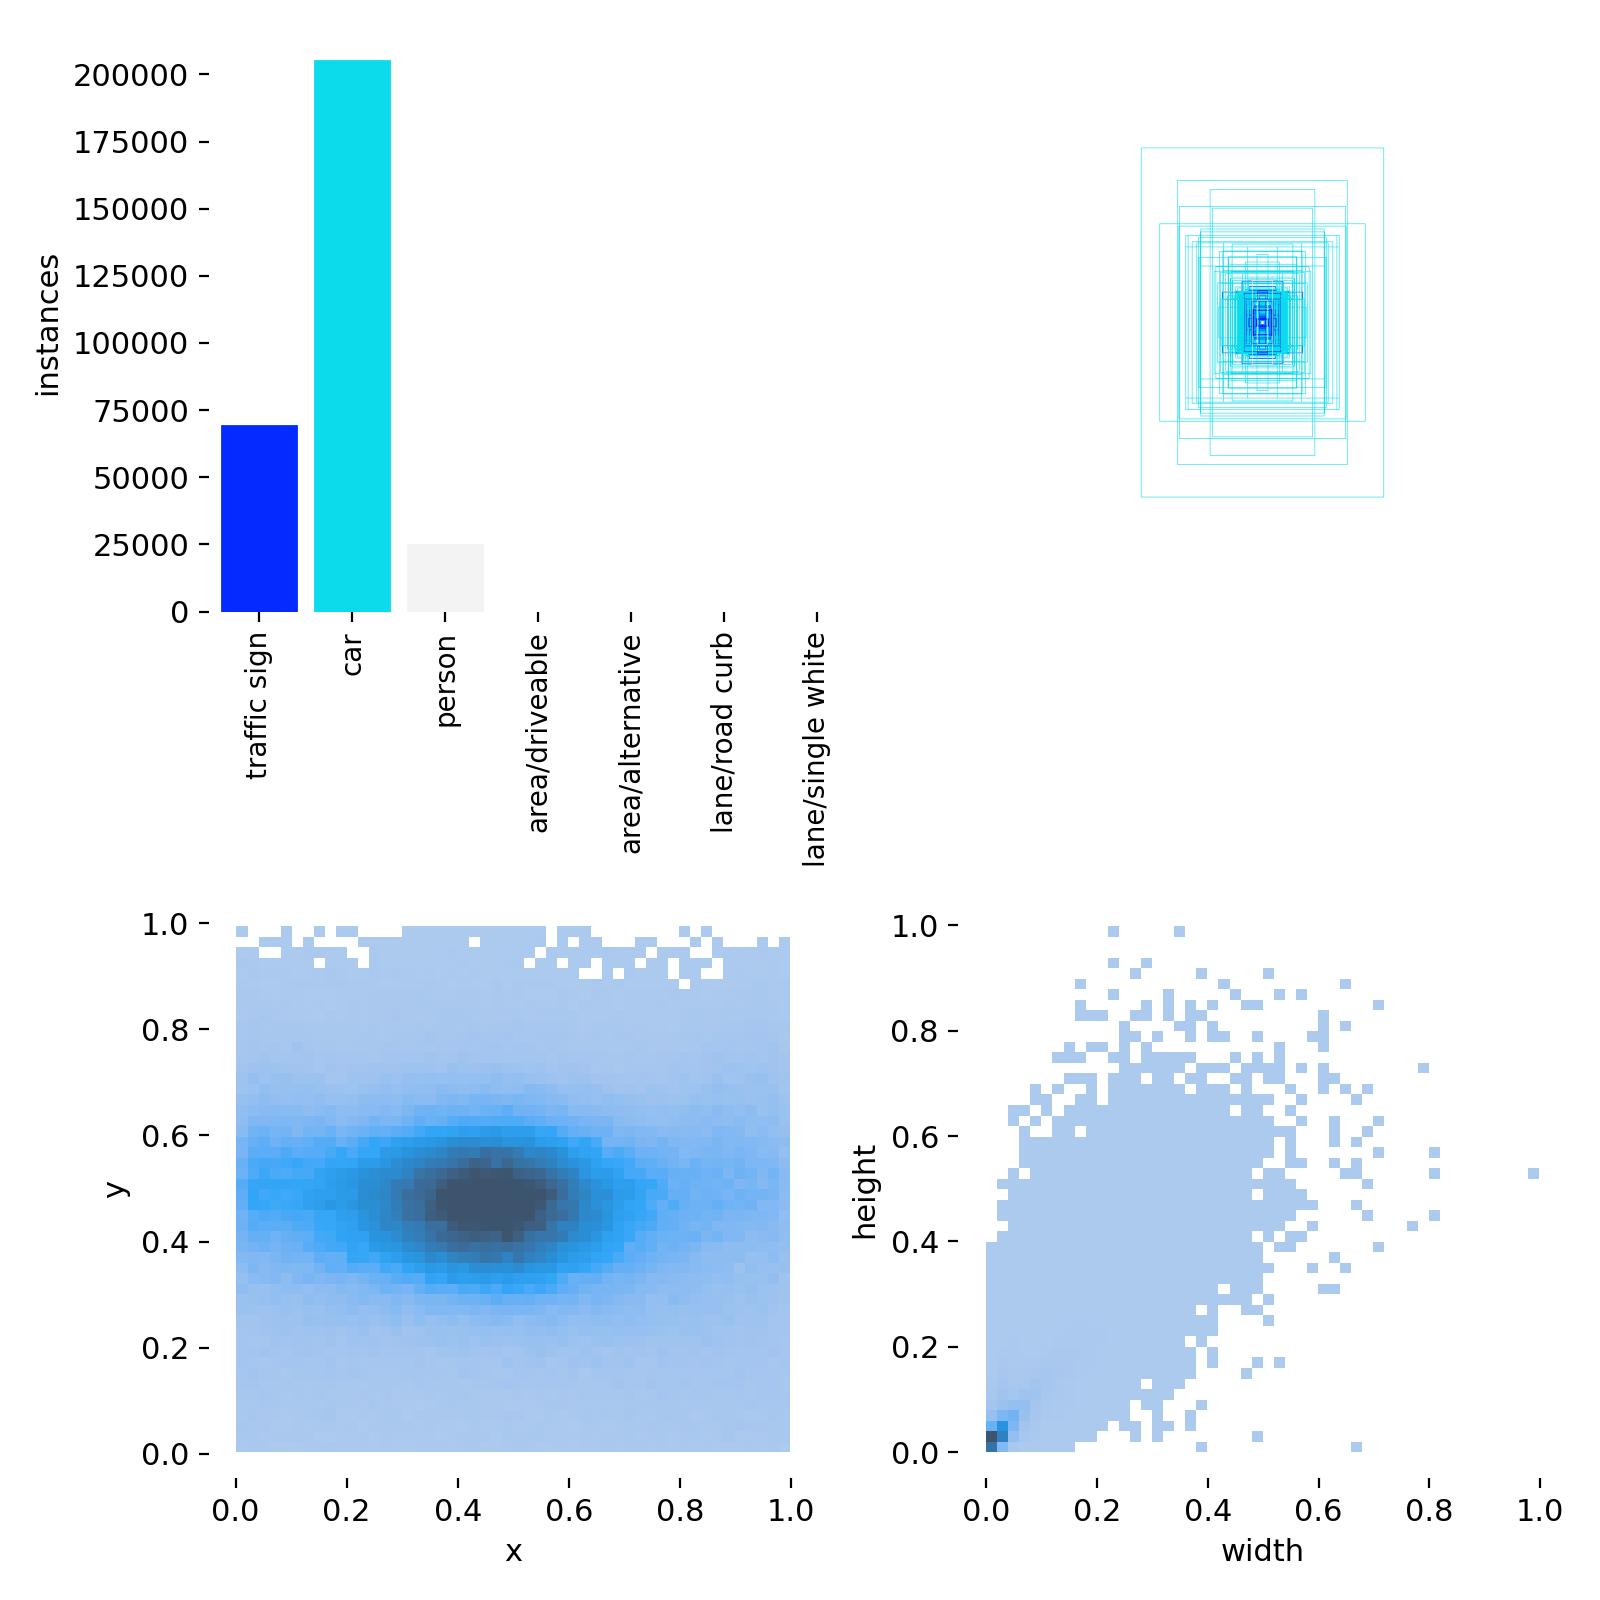 instances
200000
175000
150000
125000
100000
75000
50000
25000
0
traffic sign
car
person
area/driveable
area/alternative
lane/road curb
lane/single white
y
1.0
0.8
0.6
0.4
0.2
0.0
0.0 0.2 0.4 0.6 0.8 1.0
x
height
1.0
0.8
0.6
0.4
0.2
0.0
0.0 0.2 0.4 0.6 0.8 1.0
width